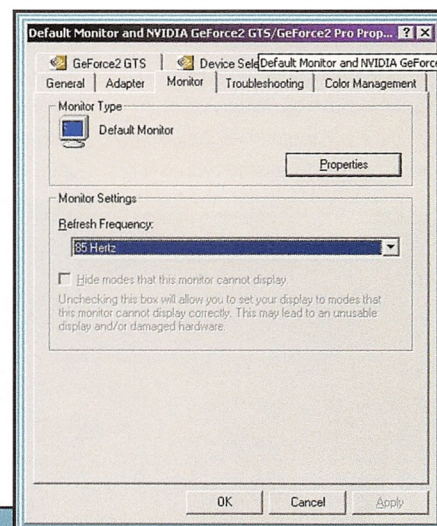 Default Monitor and NVIDIA GeForce2 GTS/GeForce2 Pro Prop...
GeForce2 GTS Device Sele
Default Monitor and NVIDIA GeForce
General Adapter Monitor Troubleshooting Color Management
Monitor Type
Default Monitor
Properties
Monitor Settings
Refresh Frequency:
85 Hertz
Hide modes that this monitor cannot display.
Unchecking this box will allow you to set your display to modes that
this monitor cannot display correctly. This may lead to an unusable
display and/or damaged hardware.
OK Cancel Apply